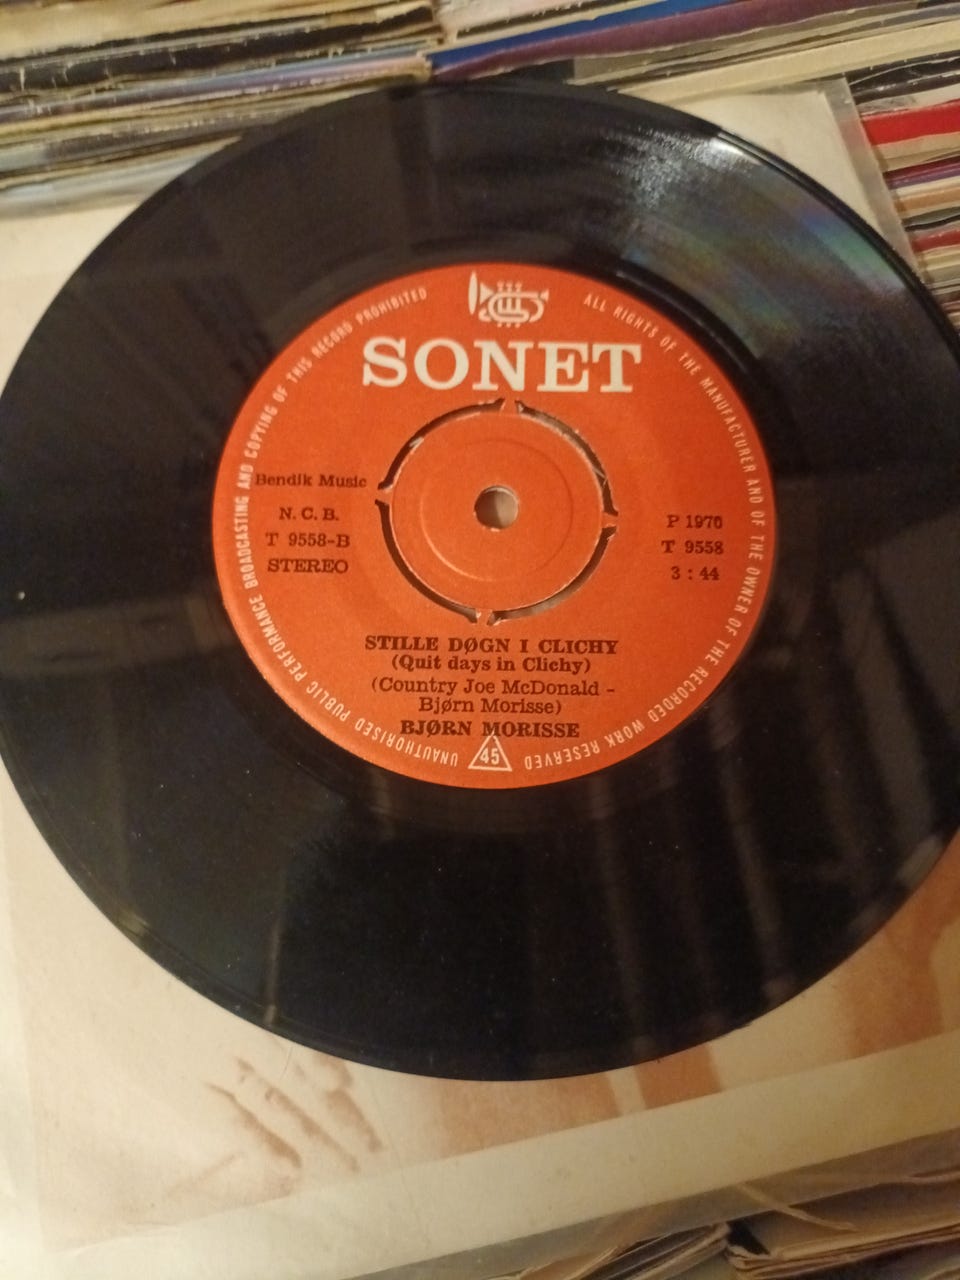 SONET
ALL RIGHTS OF THE MANUFACTURER AND OF THE OWNER OF THE RECORDED WORK RESERVED
UNAUTHORISED PUBLIC PERFORMANCE BROADCASTING AND COPYING OF THIS RECORD PROHIBITED
Bendik Music
N. C. B.
T 9558-B
STEREO
P 1970
T 9558
3 : 44
STILLE DØGN I CLICHY
(Quit days in Clichy)
(Country Joe McDonald -
Bjørn Morisse)
BJØRN MORISSE
45